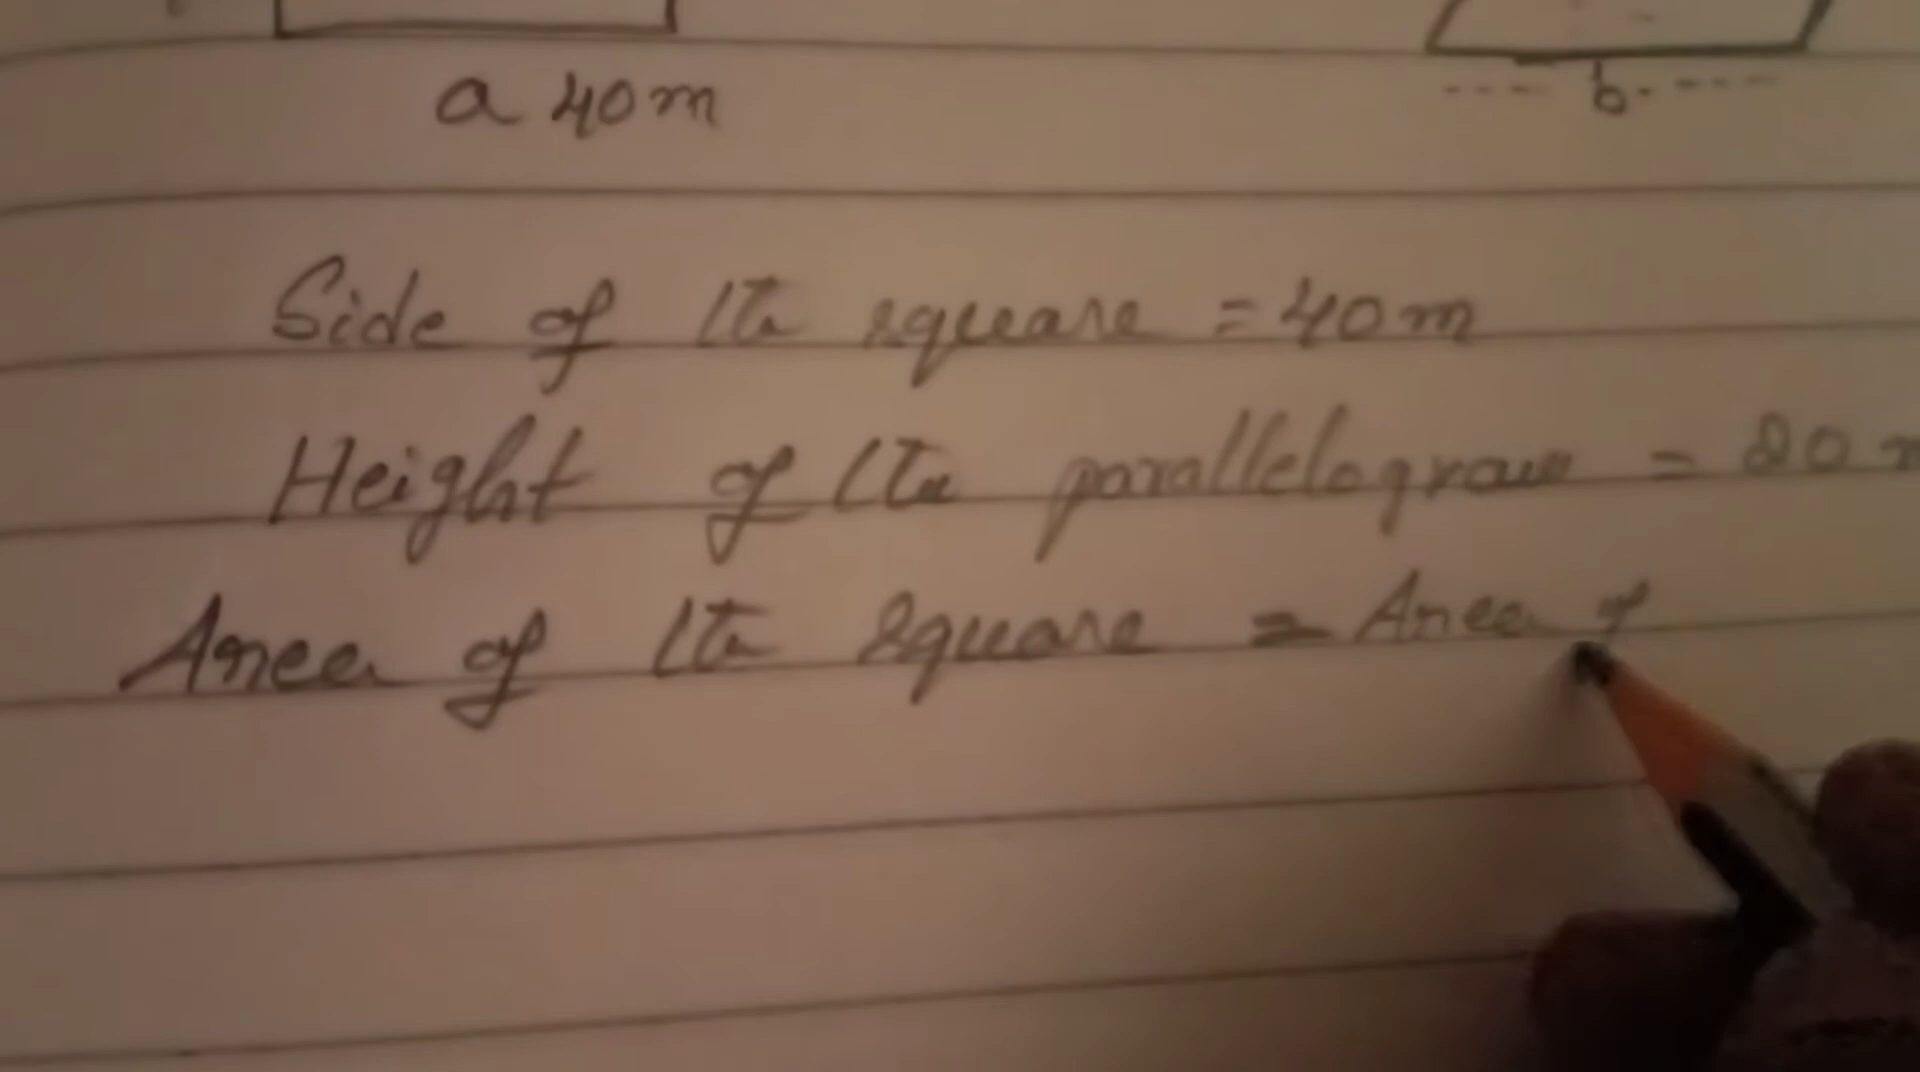 a 40m
b
Side of the square = 40m
Height of the parallelogram = 20 m
Area of the square = Area of